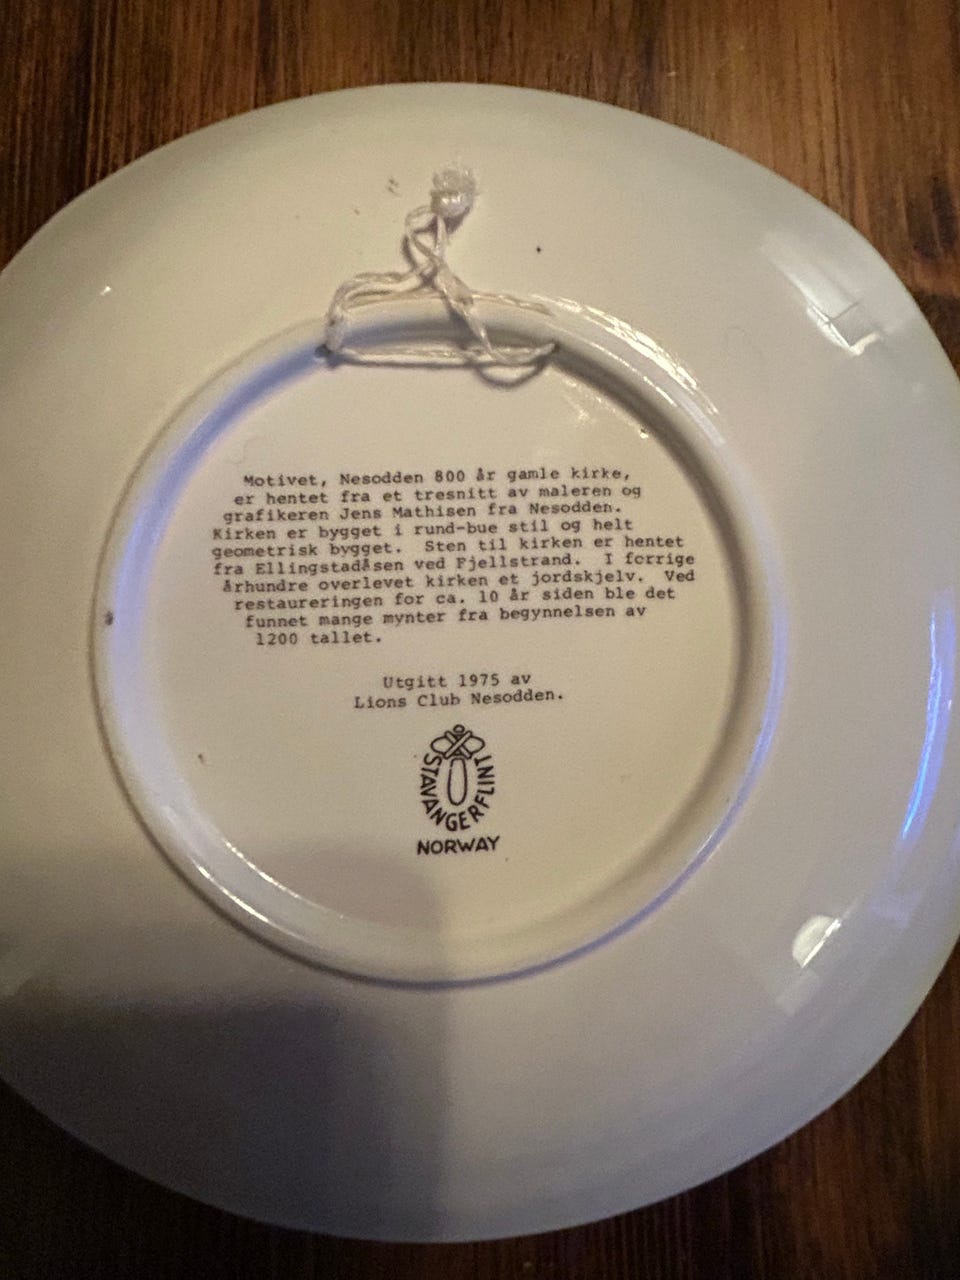 Motivet, Nesodden 800 år gamle kirke,
er hentet fra et tresnitt av maleren og
grafikeren Jens Mathisen fra Nesodden.
Kirken er bygget i rund-bue stil og helt
geometrisk bygget.  Sten til kirken er hentet
fra Ellingstadåsen ved Fjellstrand.  I forrige
århundre overlevet kirken et jordskjelv.  Ved
restaureringen for ca. 10 år siden ble det
funnet mange mynter fra begynnelsen av
1200 tallet.
Utgitt 1975 av
Lions Club Nesodden.
STAVANGERFLINT
NORWAY